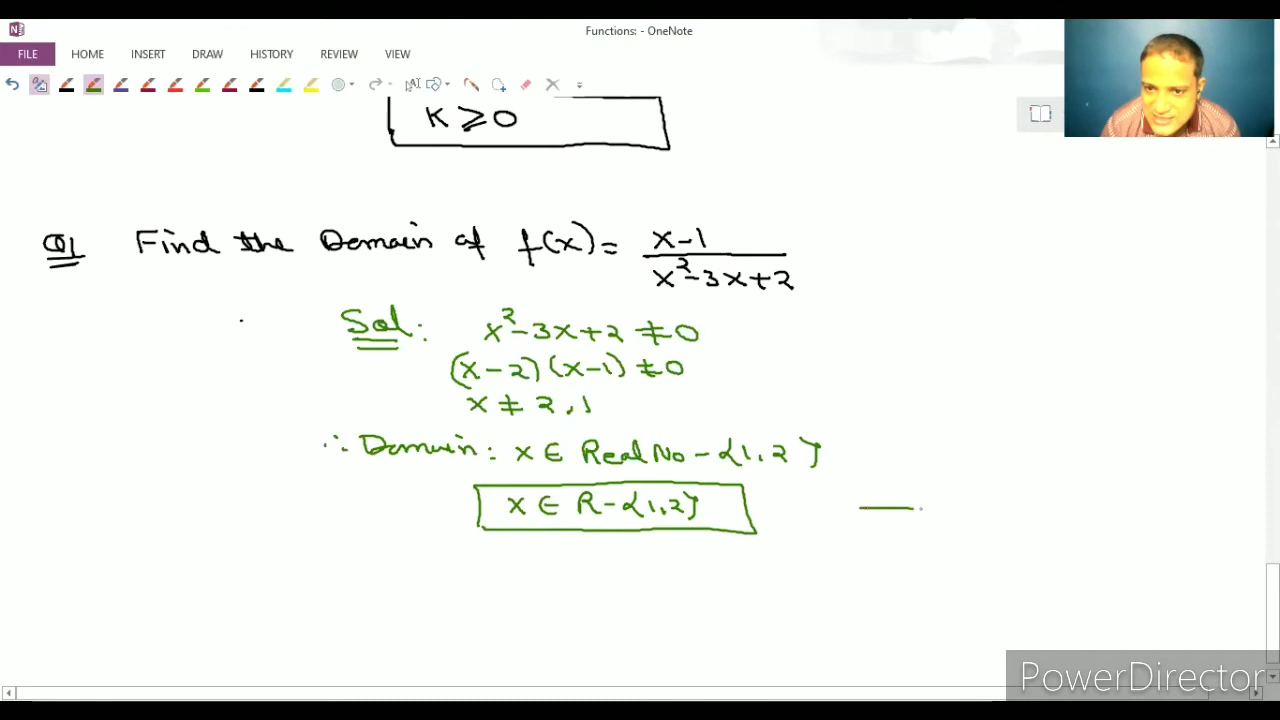 Functions: - OneNote
FILE HOME INSERT DRAW HISTORY REVIEW VIEW
K ⩾ 0
Q1 Find the Domain of f(x) = x-1 / x²-3x+2
Sol: x²-3x+2 ≠ 0
(x-2)(x-1) ≠ 0
x ≠ 2, 1
∴ Domain: x ∈ Real No - {1, 2}
x ∈ R - {1, 2}
PowerDirector